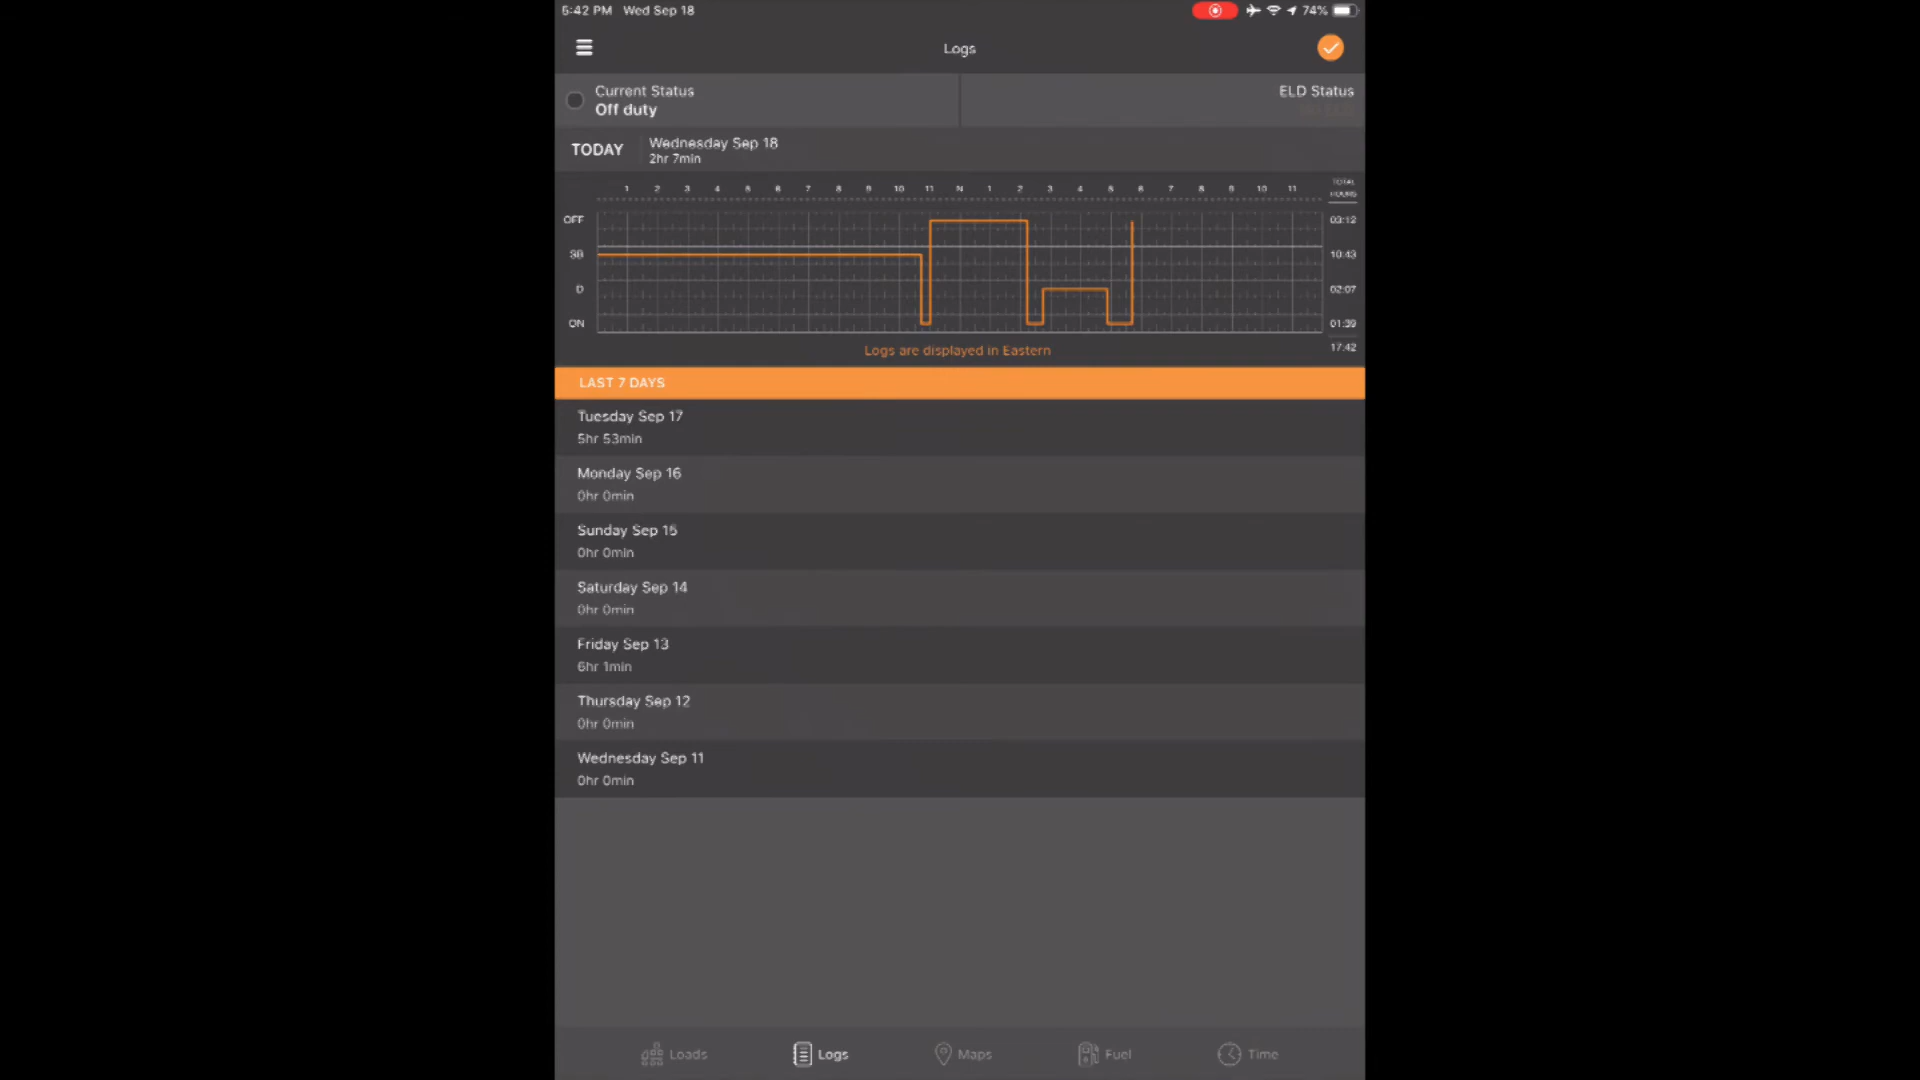 5:42 PM Wed Sep 18 74%
Logs
Current Status
Off duty
ELD Status
TODAY
Wednesday Sep 18
2hr 7min
1 2 3 4 5 6 7 8 9 10 11 N 1 2 3 4 5 6 7 8 9 10 11 TOTAL HOURS
OFF 03:12
SB 10:43
D 02:07
ON 01:39
Logs are displayed in Eastern 17:42
LAST 7 DAYS
Tuesday Sep 17
5hr 53min
Monday Sep 16
0hr 0min
Sunday Sep 15
0hr 0min
Saturday Sep 14
0hr 0min
Friday Sep 13
6hr 1min
Thursday Sep 12
0hr 0min
Wednesday Sep 11
0hr 0min
Loads Logs Maps Fuel Time